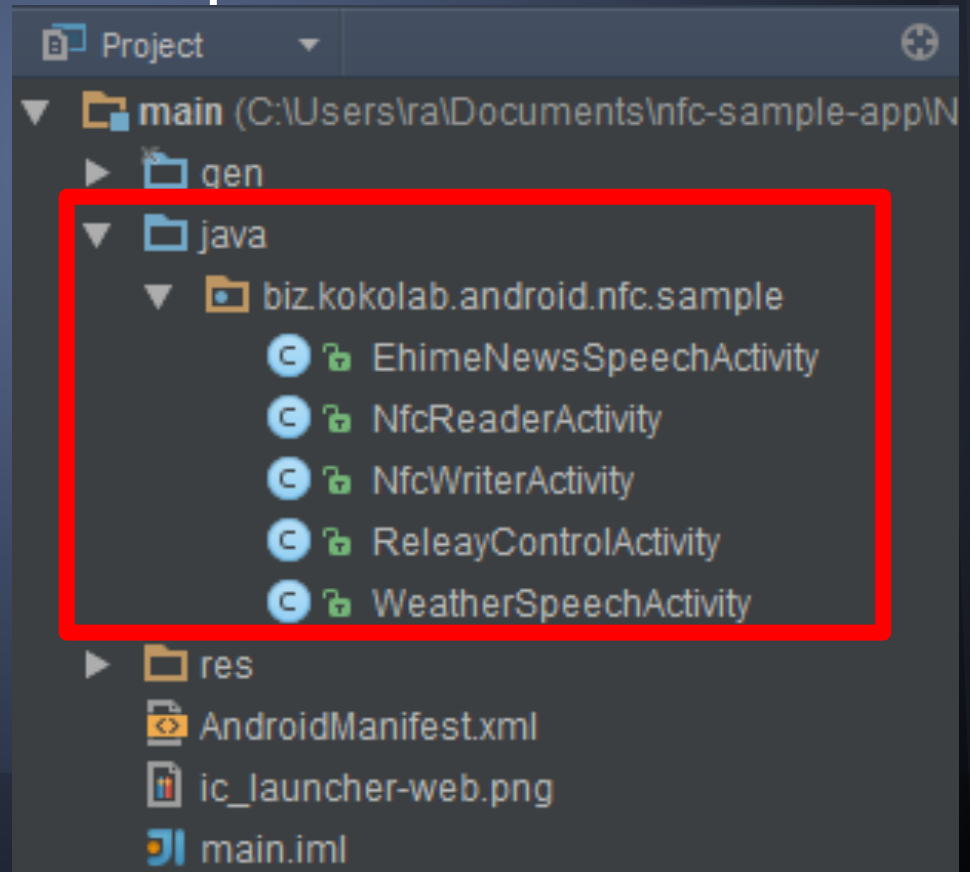 Project
main (C:\Users\ra\Documents\nfc-sample-app\N
gen
java
biz.kokolab.android.nfc.sample
EhimeNewsSpeechActivity
NfcReaderActivity
NfcWriterActivity
ReleayControlActivity
WeatherSpeechActivity
res
AndroidManifest.xml
ic_launcher-web.png
main.iml